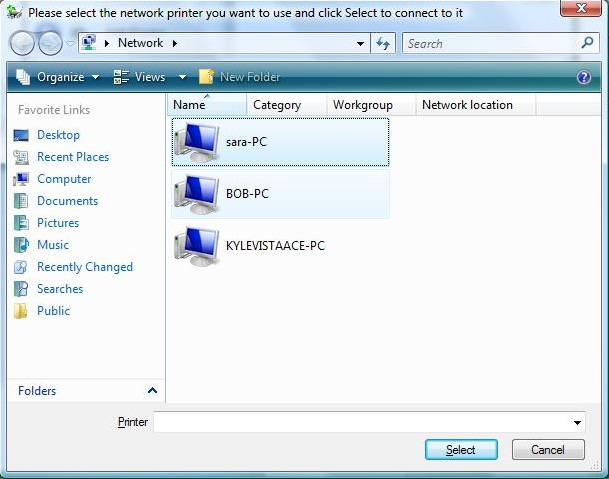 Please select the network printer you want to use and click Select to connect to it
Network
Search
Organize Views New Folder
Favorite Links
Desktop
Recent Places
Computer
Documents
Pictures
Music
Recently Changed
Searches
Public
Folders
Name Category Workgroup Network location
sara-PC
BOB-PC
KYLEVISTAACE-PC
Printer
Select Cancel